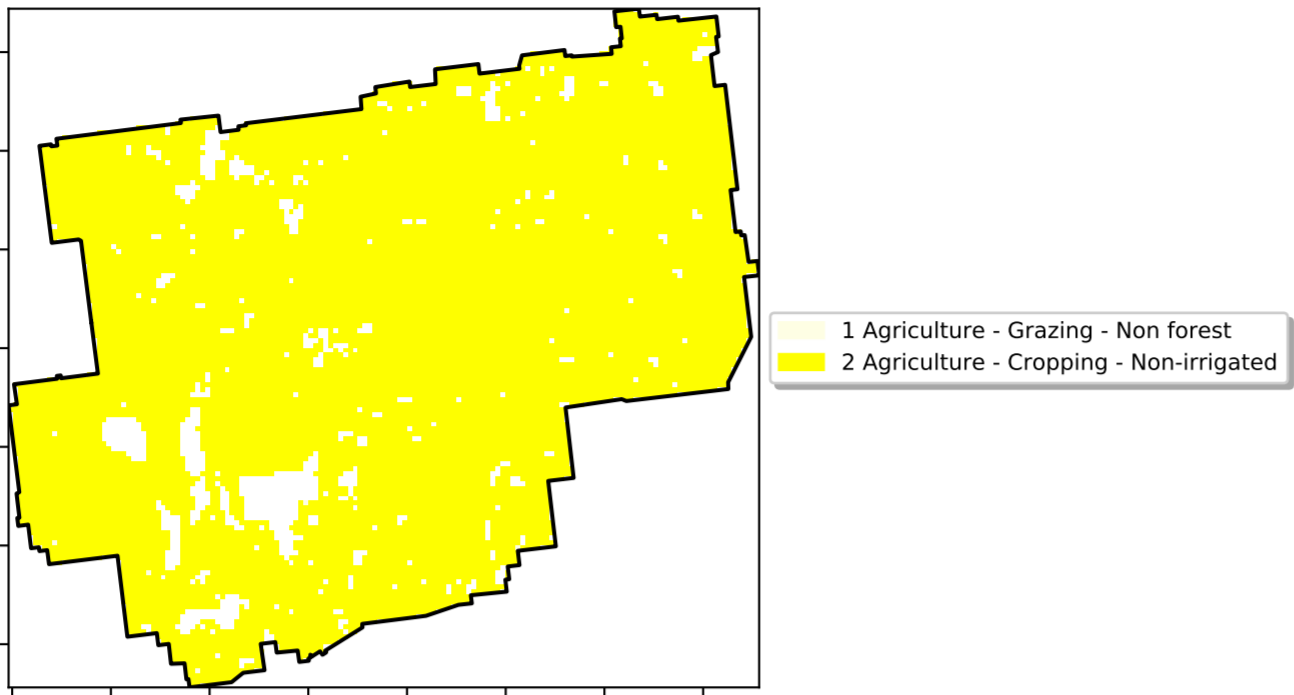 1 Agriculture - Grazing - Non forest
2 Agriculture - Cropping - Non-irrigated